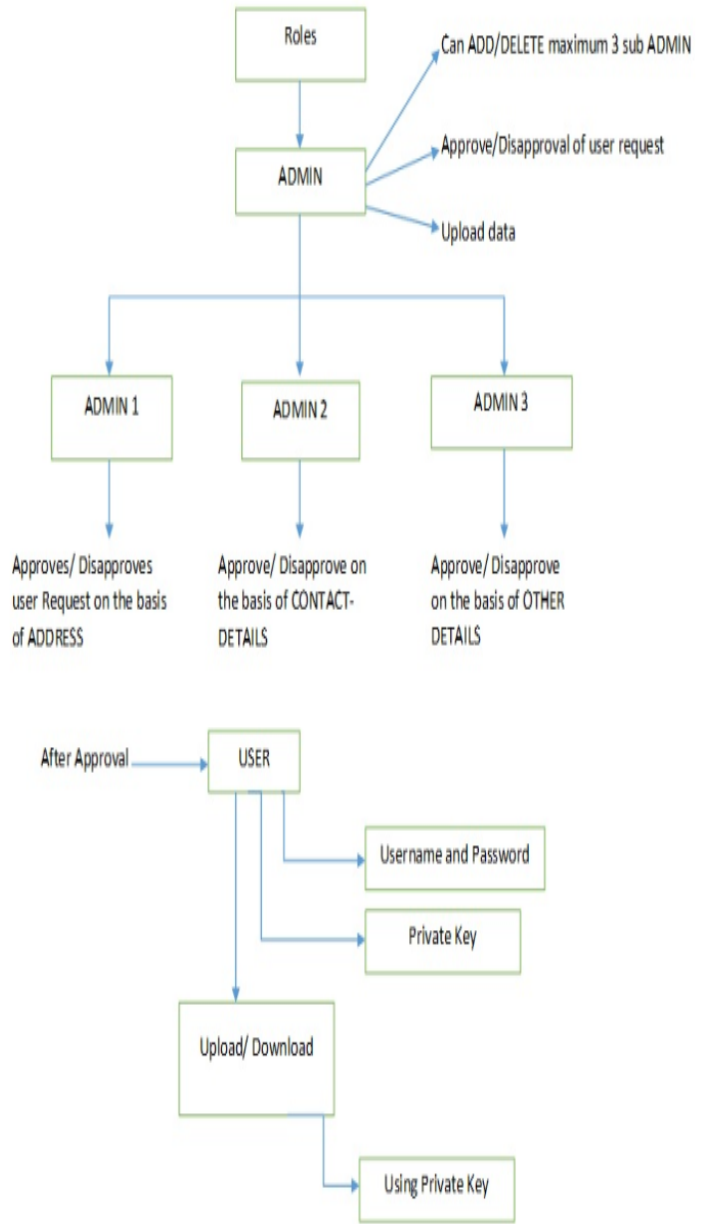 Roles
Can ADD/DELETE maximum 3 sub ADMIN
Approve/Disapproval of user request
ADMIN
Upload data
ADMIN 1
ADMIN 2
ADMIN 3
Approves/ Disapproves
user Request on the basis
of ADDRESS
Approve/ Disapprove on
the basis of CONTACT-
DETAILS
Approve/ Disapprove
on the basis of OTHER
DETAILS
After Approval
USER
Username and Password
Private Key
Upload/ Download
Using Private Key